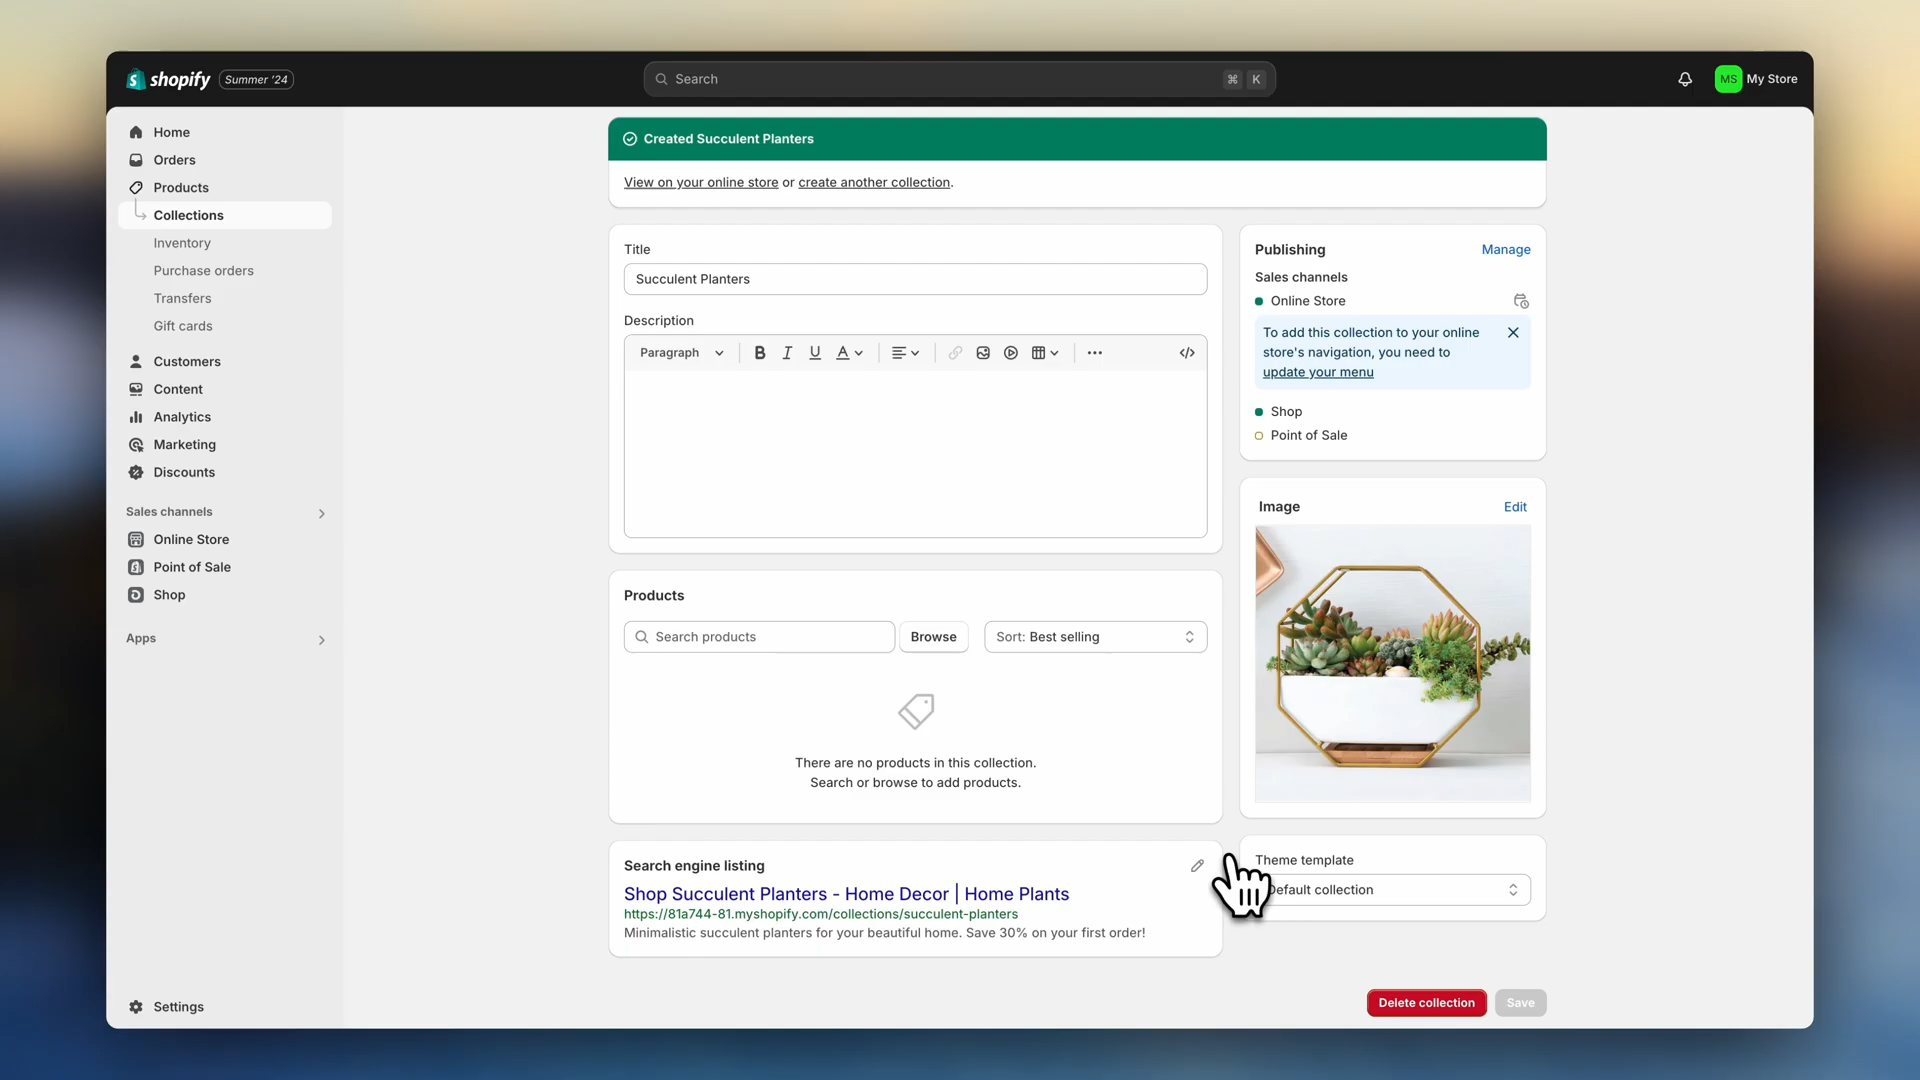 shopify Summer '24
Search ⌘ K
MS My Store
Home
Orders
Products
Collections
Inventory
Purchase orders
Transfers
Gift cards
Customers
Content
Analytics
Marketing
Discounts
Sales channels
Online Store
Point of Sale
Shop
Apps
Settings
Created Succulent Planters
View on your online store or create another collection.
Title
Succulent Planters
Description
Paragraph B I U A
Products
Search products Browse Sort: Best selling
There are no products in this collection.
Search or browse to add products.
Search engine listing
Shop Succulent Planters - Home Decor | Home Plants
https://81a744-81.myshopify.com/collections/succulent-planters
Minimalistic succulent planters for your beautiful home. Save 30% on your first order!
Publishing Manage
Sales channels
Online Store
To add this collection to your online
store's navigation, you need to
update your menu
Shop
Point of Sale
Image Edit
Theme template
Default collection
Delete collection Save